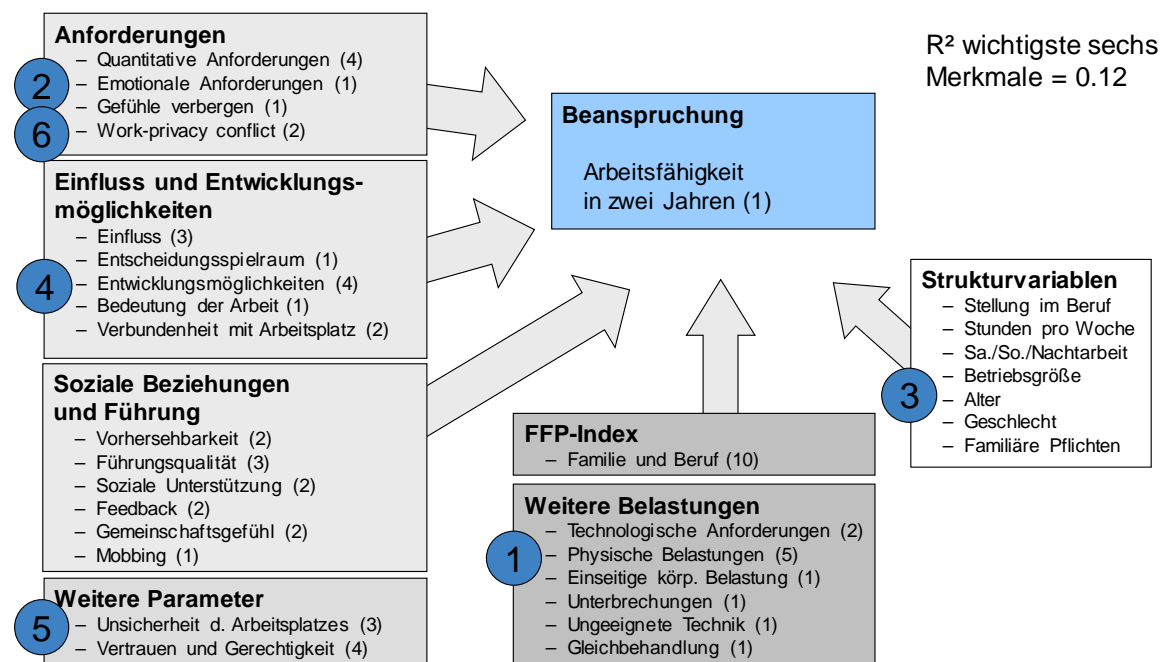 Anforderungen
– Quantitative Anforderungen (4)
2
– Emotionale Anforderungen (1)
– Gefühle verbergen (1)
6
– Work-privacy conflict (2)
Einfluss und Entwicklungs-
möglichkeiten
– Einfluss (3)
– Entscheidungsspielraum (1)
4
– Entwicklungsmöglichkeiten (4)
– Bedeutung der Arbeit (1)
– Verbundenheit mit Arbeitsplatz (2)
Soziale Beziehungen
und Führung
– Vorhersehbarkeit (2)
– Führungsqualität (3)
– Soziale Unterstützung (2)
– Feedback (2)
– Gemeinschaftsgefühl (2)
– Mobbing (1)
Weitere Parameter
5
– Unsicherheit d. Arbeitsplatzes (3)
– Vertrauen und Gerechtigkeit (4)
Beanspruchung
Arbeitsfähigkeit
in zwei Jahren (1)
R² wichtigste sechs
Merkmale = 0.12
FFP-Index
– Familie und Beruf (10)
Weitere Belastungen
– Technologische Anforderungen (2)
1
– Physische Belastungen (5)
– Einseitige körp. Belastung (1)
– Unterbrechungen (1)
– Ungeeignete Technik (1)
– Gleichbehandlung (1)
Strukturvariablen
– Stellung im Beruf
– Stunden pro Woche
– Sa./So./Nachtarbeit
– Betriebsgröße
3
– Alter
– Geschlecht
– Familiäre Pflichten